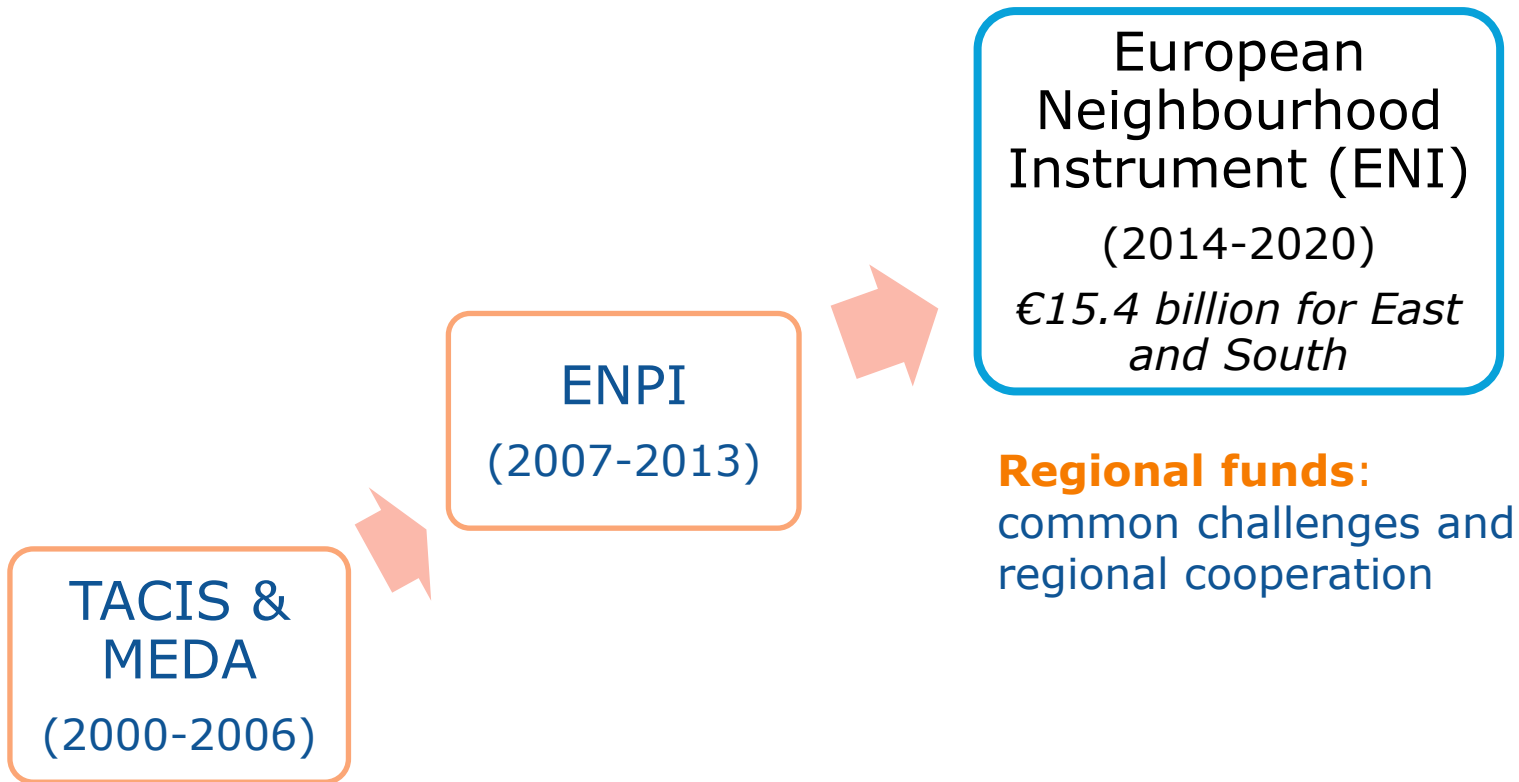 European
Neighbourhood
Instrument (ENI)
(2014-2020)
€15.4 billion for East
and South
ENPI
(2007-2013)
Regional funds:
common challenges and
regional cooperation
TACIS &
MEDA
(2000-2006)